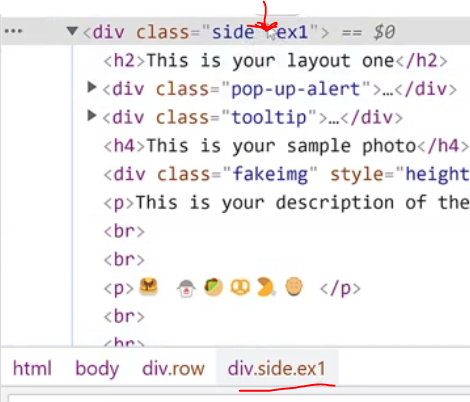 ••• ▼<div class="side ex1"> == $0
<h2>This is your layout one</h2>
▶<div class="pop-up-alert">…</div>
▶<div class="tooltip">…</div>
<h4>This is your sample photo</h4>
<div class="fakeimg" style="height
<p>This is your description of the
<br>
<br>
<p>🥞 🍚 🥙 🥨 🥠 🥮 </p>
<br>
<br>
html body div.row div.side.ex1